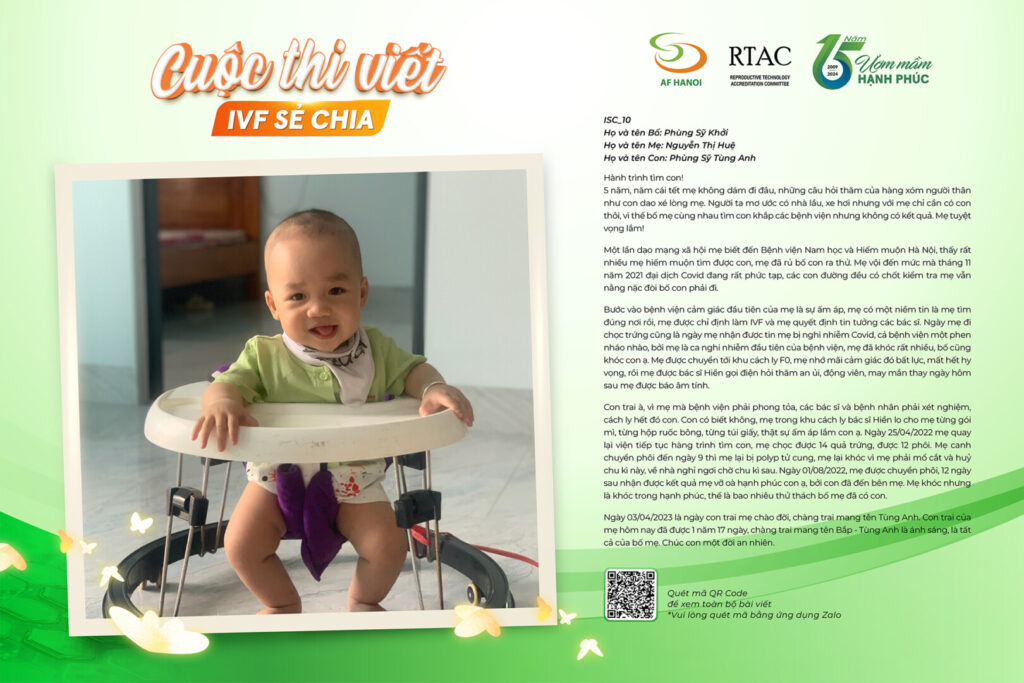 Cuộc thi viết
IVF SẺ CHIA
AF HANOI
RTAC
REPRODUCTIVE TECHNOLOGY
ACCREDITATION COMMITTEE
15 Năm
2009
2024
Ươm mầm
HẠNH PHÚC
ISC_10
Họ và tên Bố: Phùng Sỹ Khởi
Họ và tên Mẹ: Nguyễn Thị Huệ
Họ và tên Con: Phùng Sỹ Tùng Anh
Hành trình tìm con!
5 năm, năm cái tết mẹ không dám đi đâu, những câu hỏi thăm của hàng xóm người thân
như con dao xé lòng mẹ. Người ta mơ ước có nhà lầu, xe hơi nhưng với mẹ chỉ cần có con
thôi, vì thế bố mẹ cùng nhau tìm con khắp các bệnh viện nhưng không có kết quả. Mẹ tuyệt
vọng lắm!
Một lần dạo mạng xã hội mẹ biết đến Bệnh viện Nam học và Hiếm muộn Hà Nội, thấy rất
nhiều mẹ hiếm muộn tìm được con, mẹ đã rủ bố con ra thử. Mẹ vội đến mức mà tháng 11
năm 2021 đại dịch Covid đang rất phức tạp, các con đường đều có chốt kiểm tra mẹ vẫn
nằng nặc đòi bố con phải đi.
Bước vào bệnh viện cảm giác đầu tiên của mẹ là sự ấm áp, mẹ có một niềm tin là mẹ tìm
đúng nơi rồi, mẹ được chỉ định làm IVF và mẹ quyết định tin tưởng các bác sĩ. Ngày mẹ đi
chọc trứng cũng là ngày mẹ nhận được tin mẹ bị nghi nhiễm Covid, cả bệnh viện một phen
nháo nhào, bởi mẹ là ca nghi nhiễm đầu tiên của bệnh viện, mẹ đã khóc rất nhiều, bố cũng
khóc con ạ. Mẹ được chuyển tới khu cách ly F0, mẹ nhớ mãi cảm giác đó bất lực, mất hết hy
vọng, rồi mẹ được bác sĩ Hiền gọi điện hỏi thăm an ủi, động viên, may mắn thay ngày hôm
sau mẹ được báo âm tính.
Con trai à, vì mẹ mà bệnh viện phải phong tỏa, các bác sĩ và bệnh nhân phải xét nghiệm,
cách ly hết đó con. Con có biết không, mẹ trong khu cách ly bác sĩ Hiền lo cho mẹ từng gói
mì, từng hộp ruốc bông, từng túi giấy, thật sự ấm áp lắm con ạ. Ngày 25/04/2022 mẹ quay
lại viện tiếp tục hành trình tìm con, mẹ chọc được 14 quả trứng, được 12 phôi. Mẹ canh
chuyển phôi đến ngày 9 thì mẹ lại bị polyp tử cung, mẹ lại khóc vì mẹ phải mổ cắt và huỷ
chu kì này, về nhà nghỉ ngơi chờ chu kì sau. Ngày 01/08/2022, mẹ được chuyển phôi, 12 ngày
sau nhận được kết quả mẹ vỡ oà hạnh phúc con ạ, bởi con đã đến bên mẹ. Mẹ khóc nhưng
là khóc trong hạnh phúc, thế là bao nhiêu thử thách bố mẹ đã có con.
Ngày 03/04/2023 là ngày con trai mẹ chào đời, chàng trai mang tên Tùng Anh. Con trai của
mẹ hôm nay đã được 1 năm 17 ngày, chàng trai mang tên Bắp - Tùng Anh là ánh sáng, là tất
cả của bố mẹ. Chúc con một đời an nhiên.
Quét mã QR Code
để xem toàn bộ bài viết
*Vui lòng quét mã bằng ứng dụng Zalo